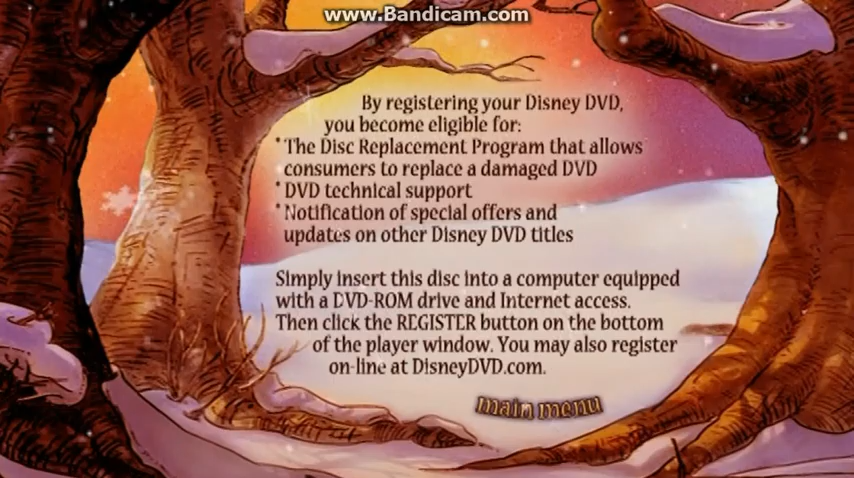 www.Bandicam.com
By registering your Disney DVD,
you become eligible for:
* The Disc Replacement Program that allows
consumers to replace a damaged DVD
* DVD technical support
* Notification of special offers and
updates on other Disney DVD titles
Simply insert this disc into a computer equipped
with a DVD-ROM drive and Internet access.
Then click the REGISTER button on the bottom
of the player window. You may also register
on-line at DisneyDVD.com.
main menu